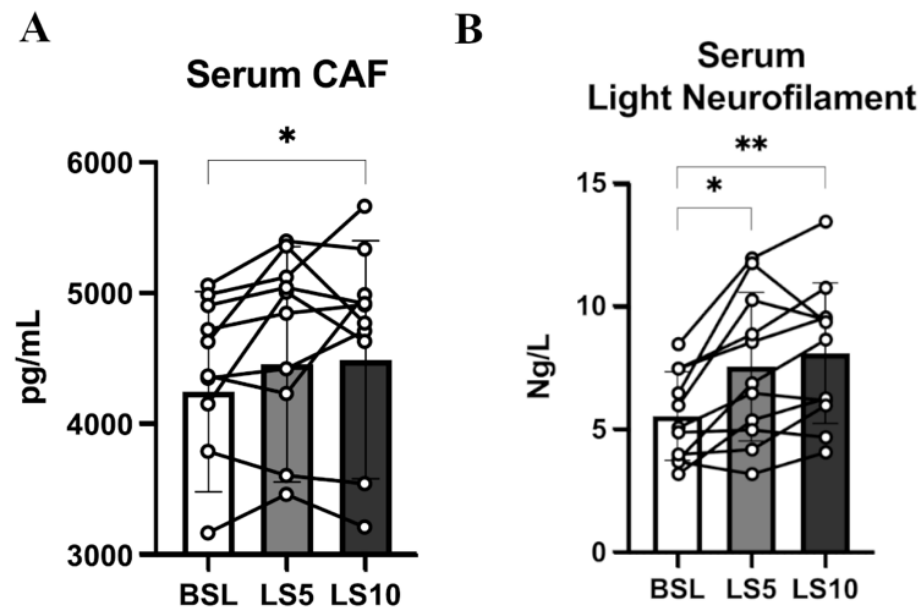 A
Serum CAF
*
6000
5000
4000
3000
pg/mL
BSL LS5 LS10
B
Serum
Light Neurofilament
**
*
15
10
5
0
Ng/L
BSL LS5 LS10